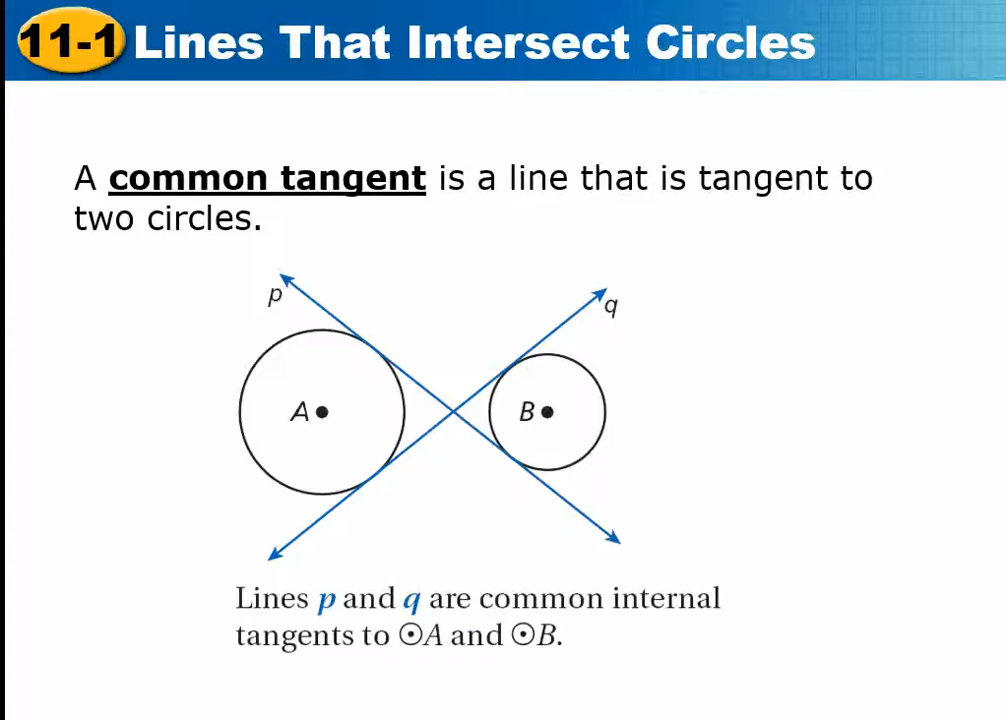 11-1 Lines That Intersect Circles
A common tangent is a line that is tangent to
two circles.
p
q
A
B
Lines p and q are common internal
tangents to ⊙A and ⊙B.